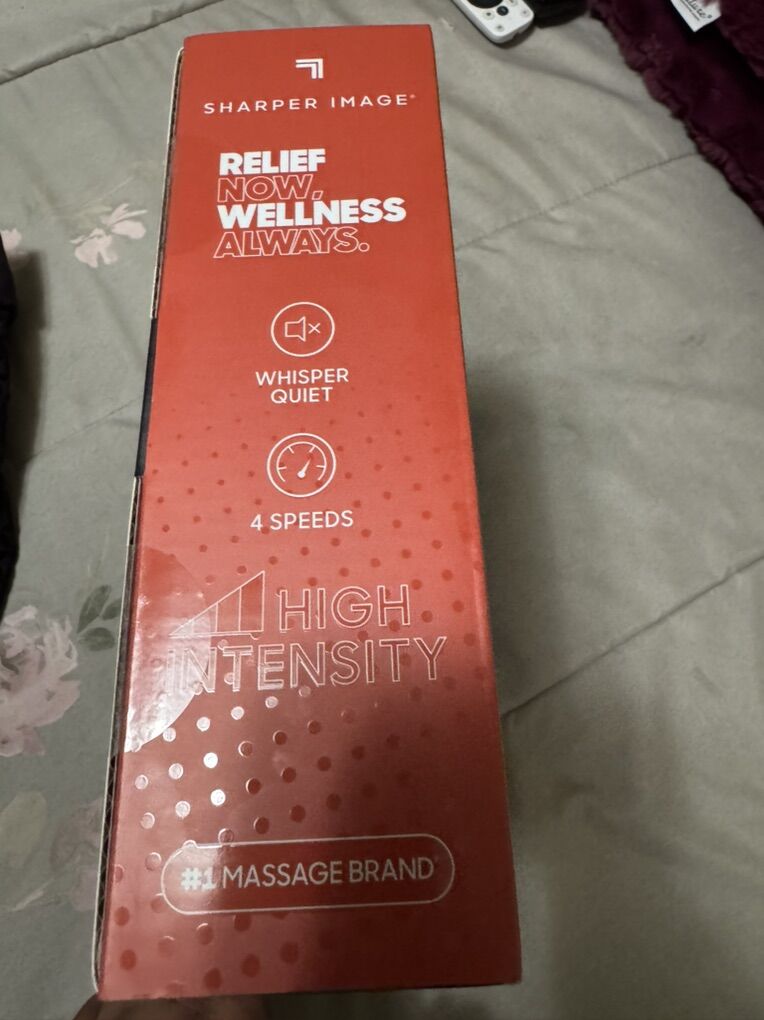 SHARPER IMAGE®
RELIEF
NOW,
WELLNESS
ALWAYS.
WHISPER
QUIET
4 SPEEDS
HIGH
INTENSITY
#1 MASSAGE BRAND